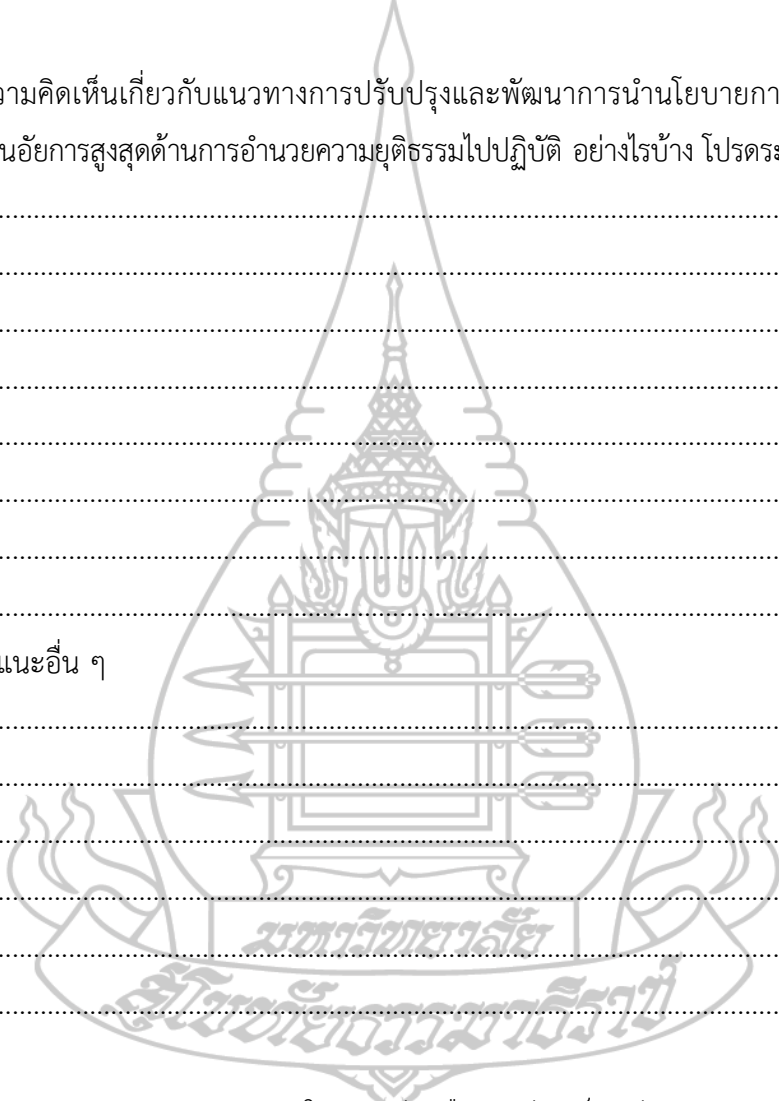 วามคิดเห็นเกี่ยวกับแนวทางการปรับปรุงและพัฒนาการนำนโยบายกา
นอัยการสูงสุดด้านการอำนวยความยุติธรรมไปปฏิบัติ อย่างไรบ้าง โปรดระ
แนะอื่น ๆ
มหาวิทยาลัย
สุโขทัยธรรมาธิราช